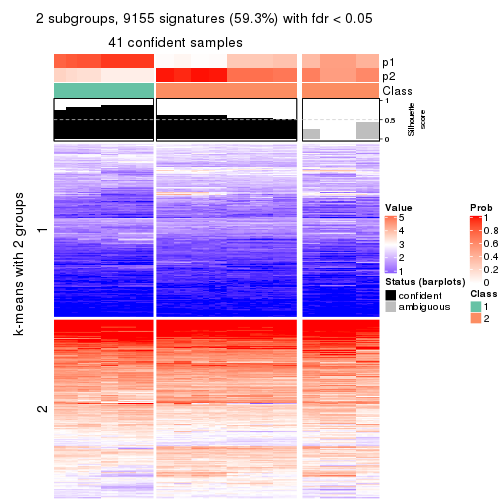 2 subgroups, 9155 signatures (59.3%) with fdr < 0.05
41 confident samples
p1
p2
Class
1
0.5
0
Silhouette
score
k-means with 2 groups
1
2
Value
5
4
3
2
1
Status (barplots)
confident
ambiguous
Prob
1
0.8
0.6
0.4
0.2
0
Class
1
2